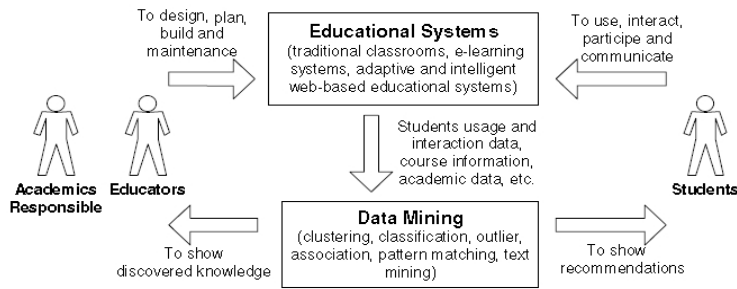 To design, plan,
build and
maintenance
Educational Systems
(traditional classrooms, e-learning
systems, adaptive and intelligent
web-based educational systems)
To use, interact,
participe and
communicate
Students usage and
interaction data,
course information,
academic data, etc.
Academics
Responsible
Educators
Students
Data Mining
(clustering, classification, outlier,
association, pattern matching, text
mining)
To show
discovered knowledge
To show
recommendations